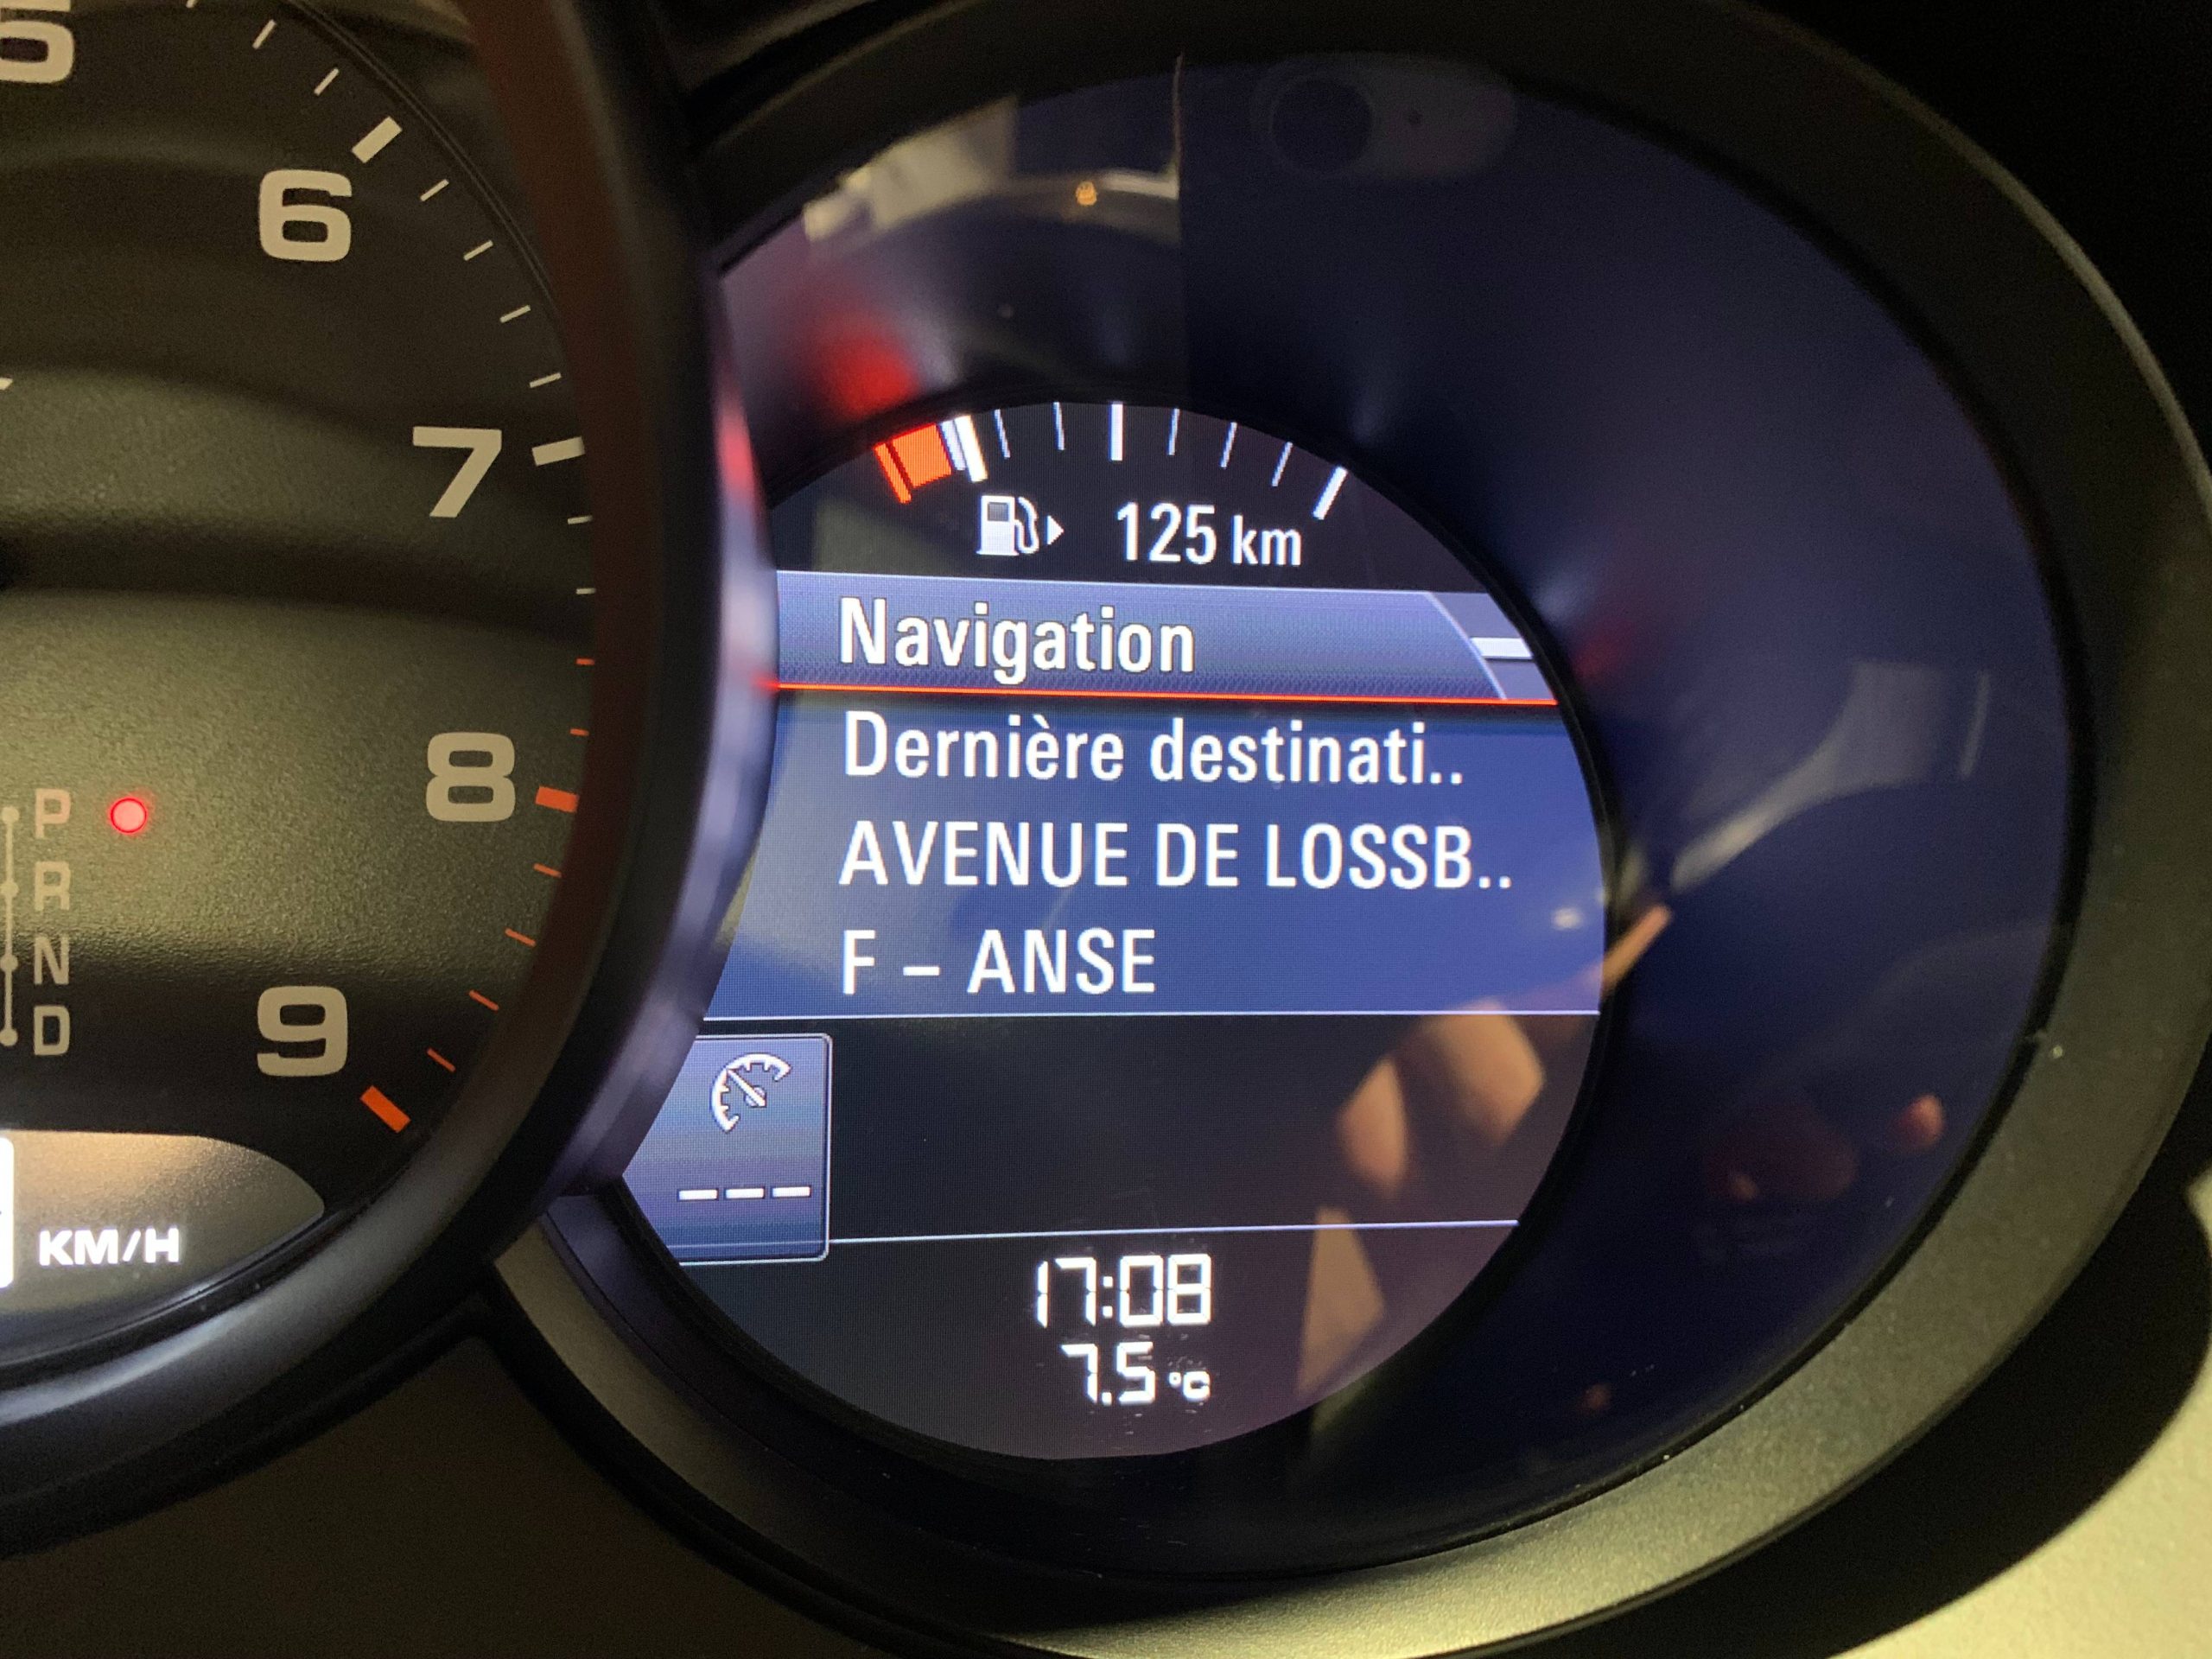 5
6
7
8
9
P
R
N
D
KM/H
125 km
Navigation
Dernière destinati..
AVENUE DE LOSSB..
F – ANSE
---
17:08
7.5 °C